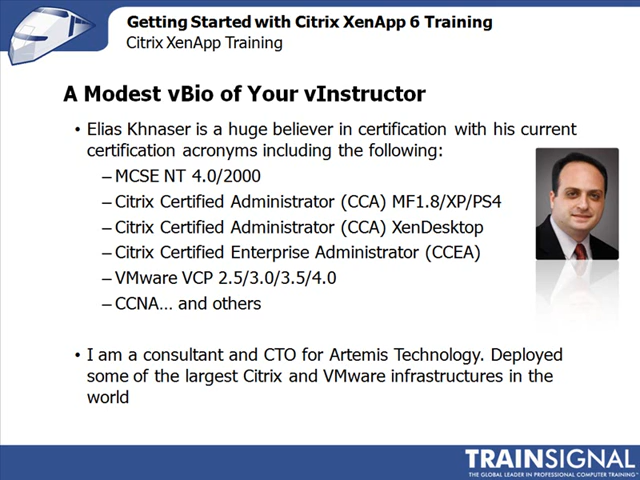 Getting Started with Citrix XenApp 6 Training
Citrix XenApp Training
A Modest vBio of Your vInstructor
• Elias Khnaser is a huge believer in certification with his current
certification acronyms including the following:
– MCSE NT 4.0/2000
– Citrix Certified Administrator (CCA) MF1.8/XP/PS4
– Citrix Certified Administrator (CCA) XenDesktop
– Citrix Certified Enterprise Administrator (CCEA)
– VMware VCP 2.5/3.0/3.5/4.0
– CCNA… and others
• I am a consultant and CTO for Artemis Technology. Deployed
some of the largest Citrix and VMware infrastructures in the
world
TRAINSIGNAL
THE GLOBAL LEADER IN PROFESSIONAL COMPUTER TRAINING